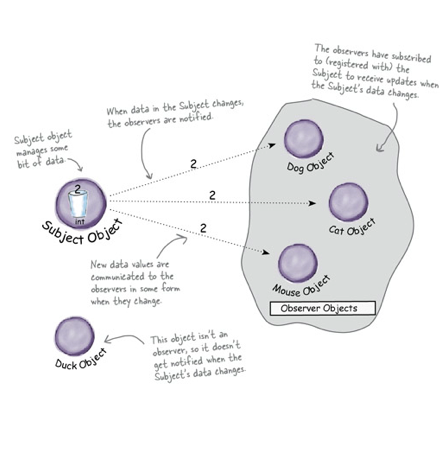 The observers have subscribed
to (registered with) the
Subject to receive updates when
the Subject's data changes.
When data in the Subject changes,
the observers are notified.
Subject object
manages some
bit of data.
2
int
Subject Object
2
2
2
Dog Object
Cat Object
Mouse Object
Observer Objects
New data values are
communicated to the
observers in some form
when they change.
Duck Object
This object isn't an
observer, so it doesn't
get notified when the
Subject's data changes.